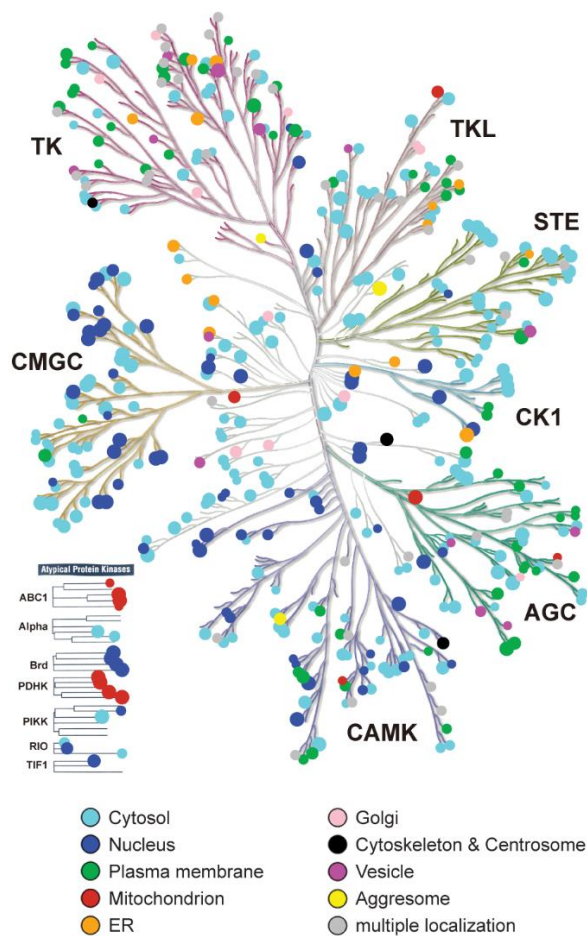 TK
TKL
STE
CMGC
CK1
AGC
CAMK
Atypical Protein Kinases
ABC1
Alpha
Brd
PDHK
PIKK
RIO
TIF1
Cytosol
Nucleus
Plasma membrane
Mitochondrion
ER
Golgi
Cytoskeleton & Centrosome
Vesicle
Aggresome
multiple localization